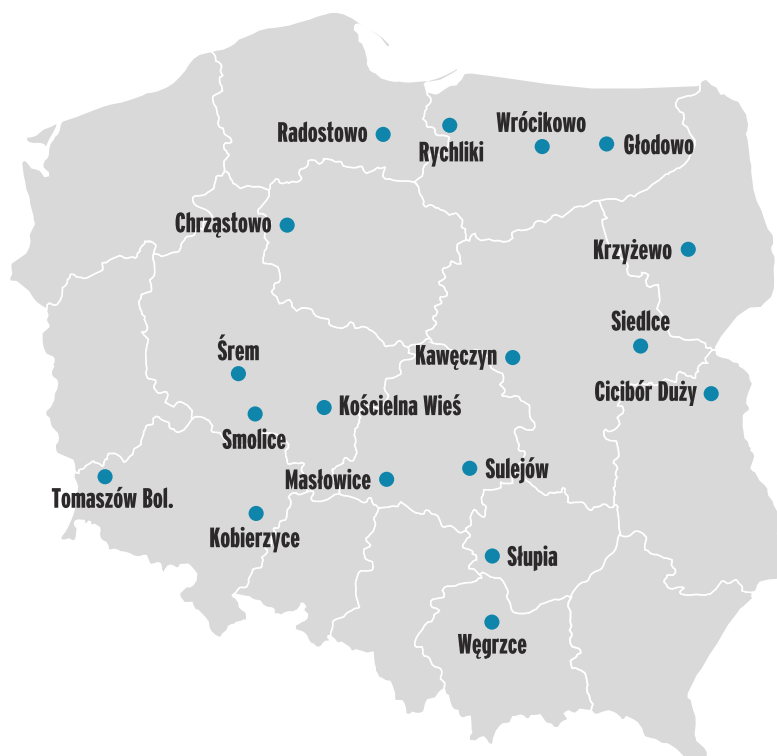 Wrócikowo
Radostowo
Rychliki
Głodowo
Chrząstowo
Krzyżewo
Siedlce
Śrem
Kawęczyn
Cicibór Duży
Kościelna Wieś
Smolice
Masłowice
Sulejów
Tomaszów Bol.
Kobierzyce
Słupia
Węgrzce